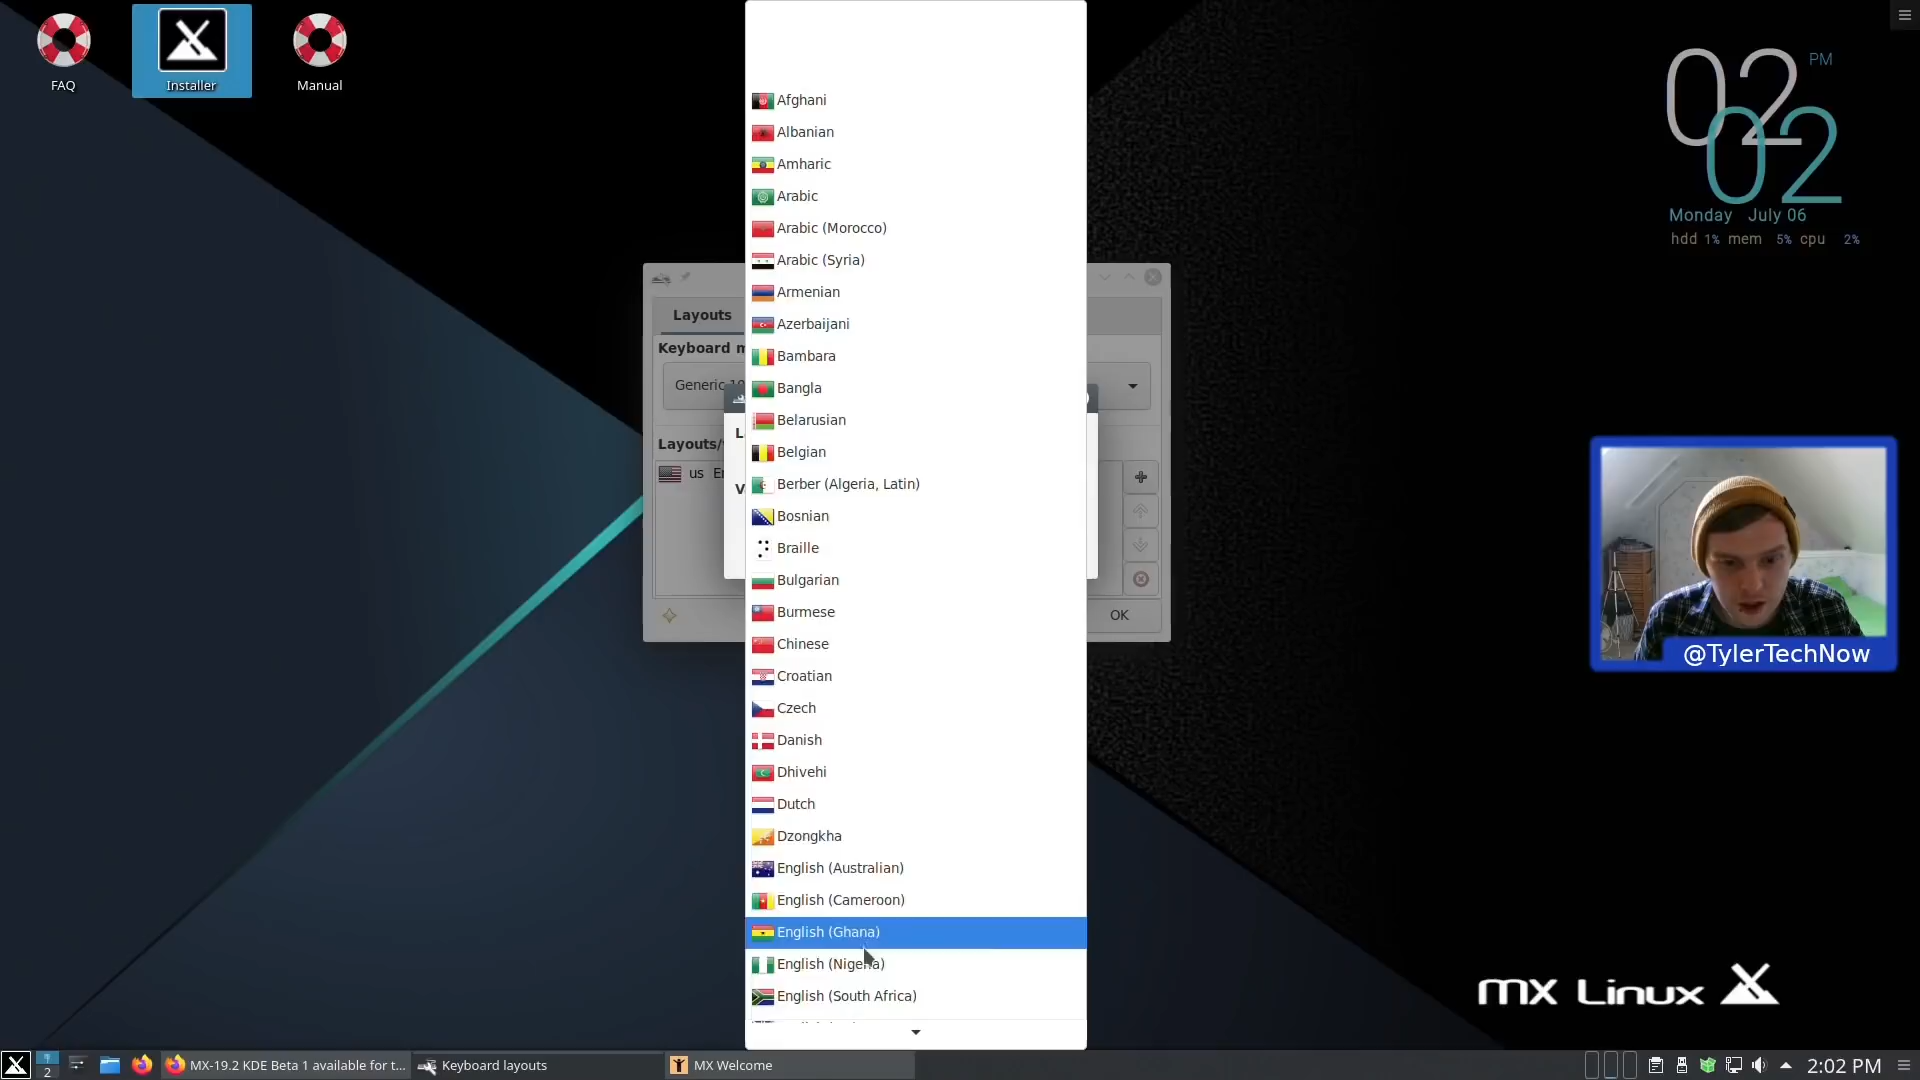 FAQ
Installer
Manual
02
PM
02
Monday July 06
hdd 1% mem 5% cpu 2%
Afghani
Albanian
Amharic
Arabic
Arabic (Morocco)
Arabic (Syria)
Armenian
Azerbaijani
Bambara
Bangla
Belarusian
Belgian
Berber (Algeria, Latin)
Bosnian
Braille
Bulgarian
Burmese
Chinese
Croatian
Czech
Danish
Dhivehi
Dutch
Dzongkha
English (Australian)
English (Cameroon)
English (Ghana)
English (Nigeria)
English (South Africa)
Layouts
Keyboard m
Generic 10
L
Layouts/
us En
V
OK
@TylerTechNow
MX Linux
2
MX-19.2 KDE Beta 1 available for t...
Keyboard layouts
MX Welcome
2:02 PM